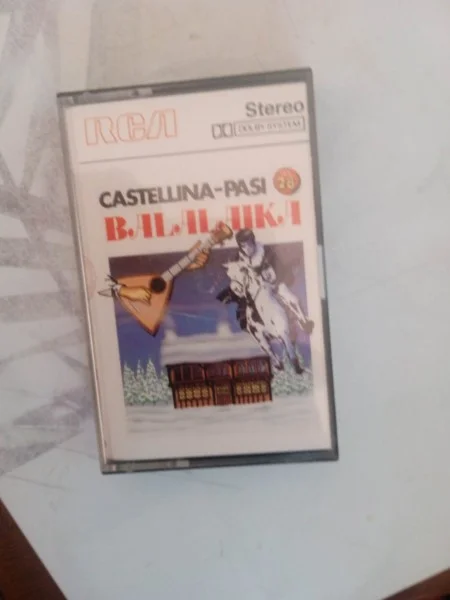 RCA
Stereo
DOLBY SYSTEM
CASTELLINA-PASI
BALALAIKA